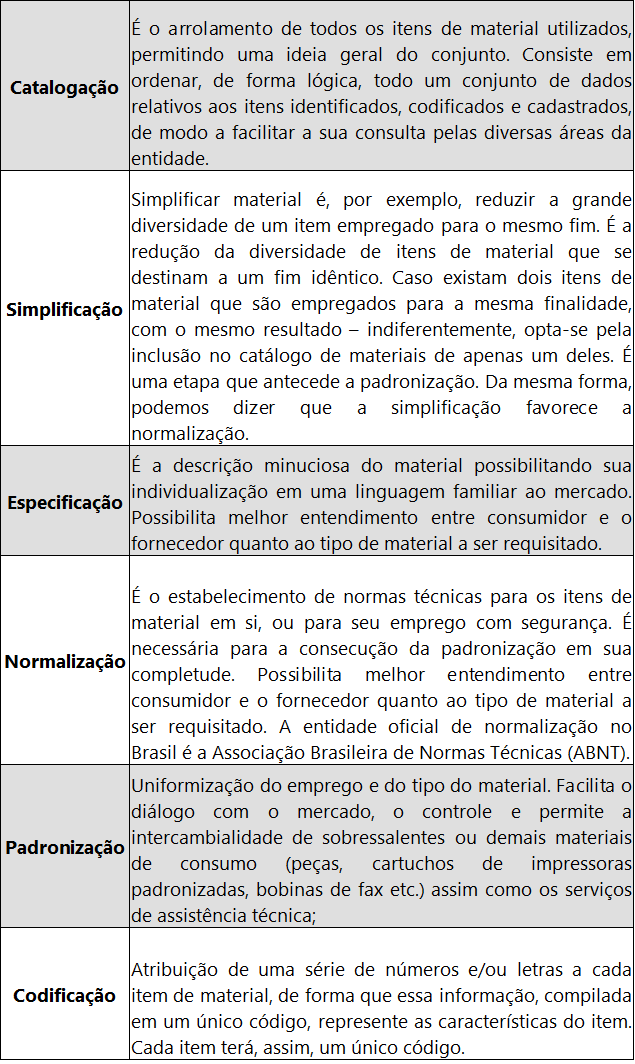 Catalogação
É o arrolamento de todos os itens de material utilizados,
permitindo uma ideia geral do conjunto. Consiste em
ordenar, de forma lógica, todo um conjunto de dados
relativos aos itens identificados, codificados e cadastrados,
de modo a facilitar a sua consulta pelas diversas áreas da
entidade.
Simplificação
Simplificar material é, por exemplo, reduzir a grande
diversidade de um item empregado para o mesmo fim. É a
redução da diversidade de itens de material que se
destinam a um fim idêntico. Caso existam dois itens de
material que são empregados para a mesma finalidade,
com o mesmo resultado – indiferentemente, opta-se pela
inclusão no catálogo de materiais de apenas um deles. É
uma etapa que antecede a padronização. Da mesma forma,
podemos dizer que a simplificação favorece a
normalização.
Especificação
É a descrição minuciosa do material possibilitando sua
individualização em uma linguagem familiar ao mercado.
Possibilita melhor entendimento entre consumidor e o
fornecedor quanto ao tipo de material a ser requisitado.
Normalização
É o estabelecimento de normas técnicas para os itens de
material em si, ou para seu emprego com segurança. É
necessária para a consecução da padronização em sua
completude. Possibilita melhor entendimento entre
consumidor e o fornecedor quanto ao tipo de material a
ser requisitado. A entidade oficial de normalização no
Brasil é a Associação Brasileira de Normas Técnicas (ABNT).
Padronização
Uniformização do emprego e do tipo do material. Facilita o
diálogo com o mercado, o controle e permite a
intercambialidade de sobressalentes ou demais materiais
de consumo (peças, cartuchos de impressoras
padronizadas, bobinas de fax etc.) assim como os serviços
de assistência técnica;
Codificação
Atribuição de uma série de números e/ou letras a cada
item de material, de forma que essa informação, compilada
em um único código, represente as características do item.
Cada item terá, assim, um único código.